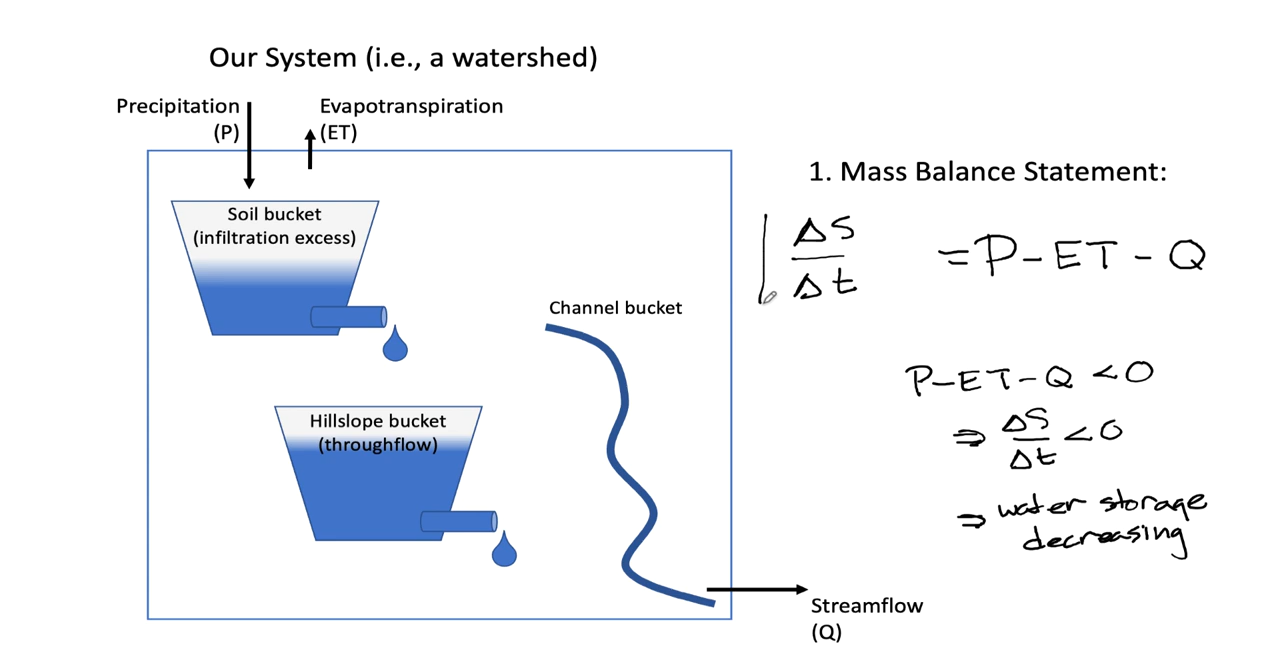 Our System (i.e., a watershed)
Precipitation
(P)
Evapotranspiration
(ET)
Soil bucket
(infiltration excess)
Channel bucket
Hillslope bucket
(throughflow)
Streamflow
(Q)
1. Mass Balance Statement:
ΔS
Δt
=P-ET-Q
P-ET-Q <0
⇒ ΔS
Δt <0
⇒ water storage
decreasing